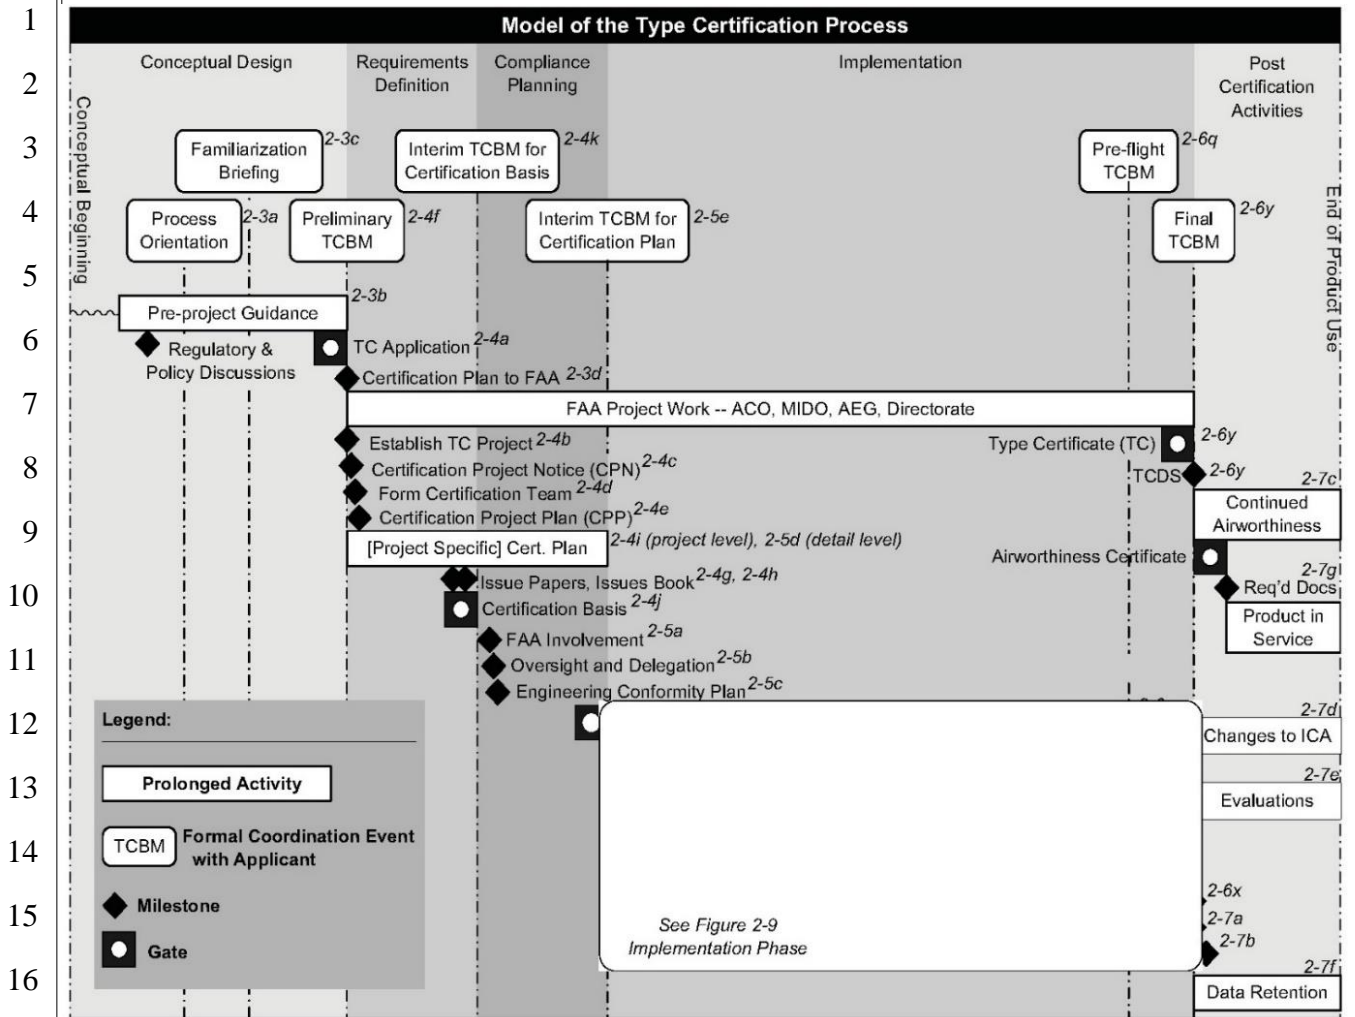 1
Model of the Type Certification Process
2
Conceptual Design
Requirements
Definition
Compliance
Planning
Implementation
Post
Certification
Activities
Conceptual Beginning
End of Product Use
3
Familiarization
Briefing
2-3c
Interim TCBM for
Certification Basis
2-4k
Pre-flight
TCBM
2-6q
4
Process
Orientation
2-3a
Preliminary
TCBM
2-4f
Interim TCBM for
Certification Plan
2-5e
Final
TCBM
2-6y
5
Pre-project Guidance
2-3b
6
Regulatory &
Policy Discussions
TC Application 2-4a
Certification Plan to FAA 2-3d
7
FAA Project Work -- ACO, MIDO, AEG, Directorate
Establish TC Project 2-4b
Type Certificate (TC)
2-6y
8
Certification Project Notice (CPN) 2-4c
TCDS
2-6y
2-7c
Form Certification Team 2-4d
Continued
Airworthiness
Certification Project Plan (CPP) 2-4e
9
[Project Specific] Cert. Plan
2-4i (project level), 2-5d (detail level)
Airworthiness Certificate
2-7g
Issue Papers, Issues Book 2-4g, 2-4h
Req'd Docs
10
Certification Basis 2-4j
Product in
Service
FAA Involvement 2-5a
11
Oversight and Delegation 2-5b
Engineering Conformity Plan 2-5c
12
Legend:
2-7d
Changes to ICA
13
Prolonged Activity
2-7e
Evaluations
14
TCBM
Formal Coordination Event
with Applicant
15
Milestone
See Figure 2-9
Implementation Phase
2-6x
2-7a
2-7b
Gate
2-7f
16
Data Retention